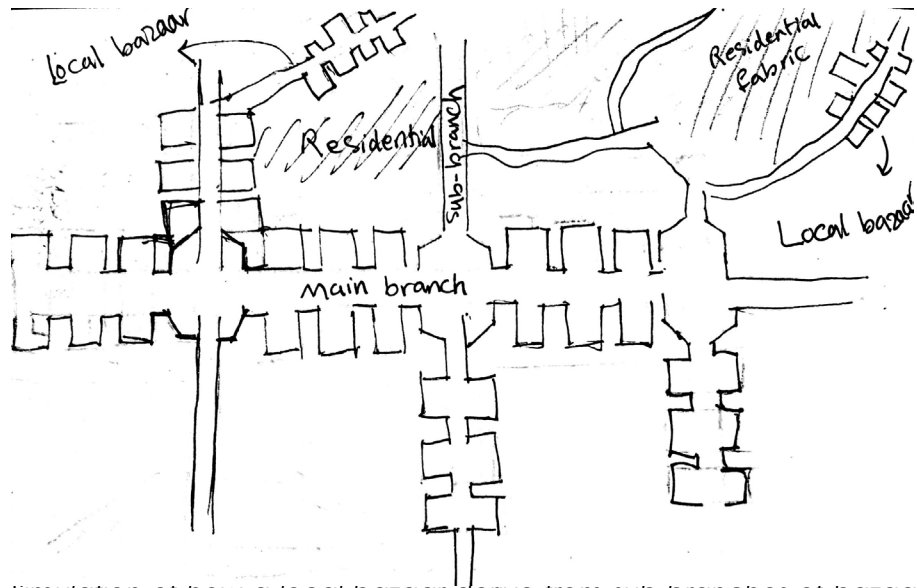 Local bazaar
Residential
Fabric
Residential
sub-branch
Local bazaar
Main branch